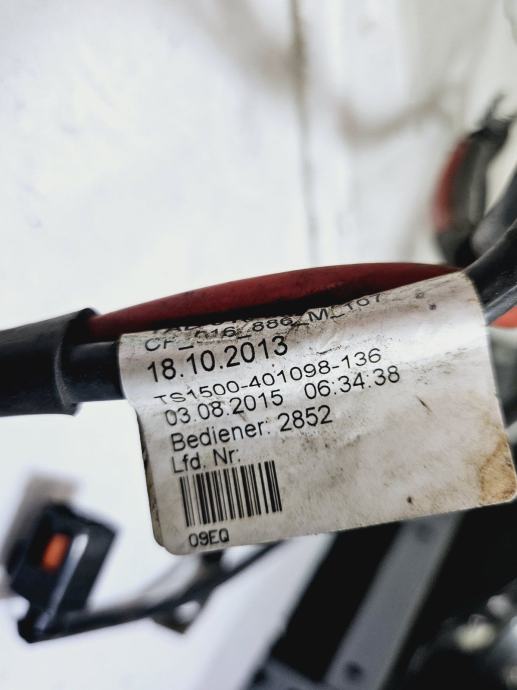 18.10.2013
TS1500-401098-136
03.08.2015 06:34:38
Bediener: 2852
Lfd. Nr:
09EQ